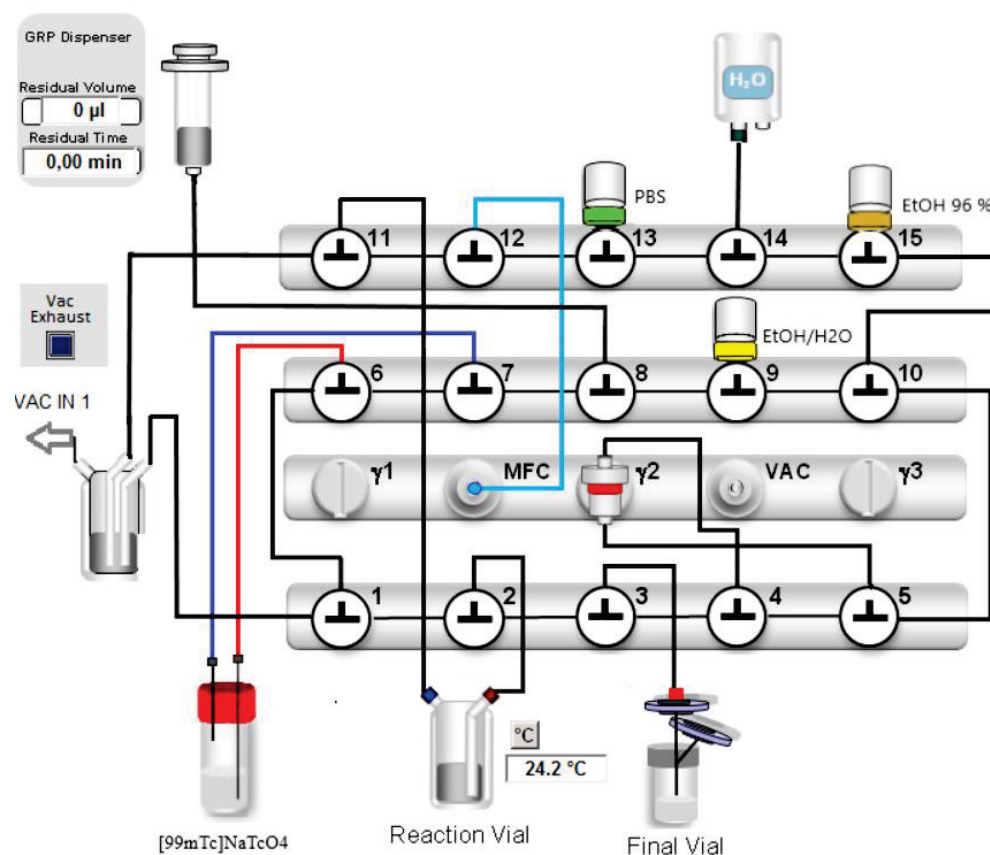 GRP Dispenser
Residual Volume
0 µl
Residual Time
0,00 min
H₂O
PBS
EtOH 96 %
11
12
13
14
15
Vac
Exhaust
EtOH/H2O
6
7
8
9
10
VAC IN 1
γ1
MFC
γ2
VAC
γ3
1
2
3
4
5
°C
24.2 °C
[99mTc]NaTcO4
Reaction Vial
Final Vial